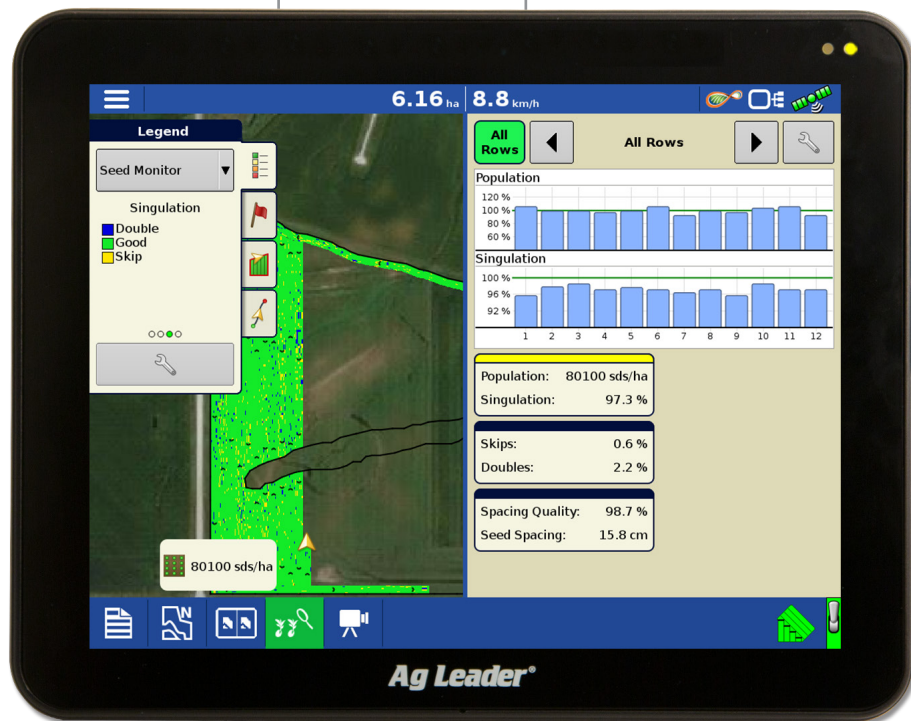 6.16 ha
8.8 km/h
Legend
Seed Monitor
Singulation
Double
Good
Skip
80100 sds/ha
All Rows
All Rows
Population
120 %
100 %
80 %
60 %
Singulation
100 %
96 %
92 %
1 2 3 4 5 6 7 8 9 10 11 12
Population: 80100 sds/ha
Singulation: 97.3 %
Skips: 0.6 %
Doubles: 2.2 %
Spacing Quality: 98.7 %
Seed Spacing: 15.8 cm
N
Ag Leader®